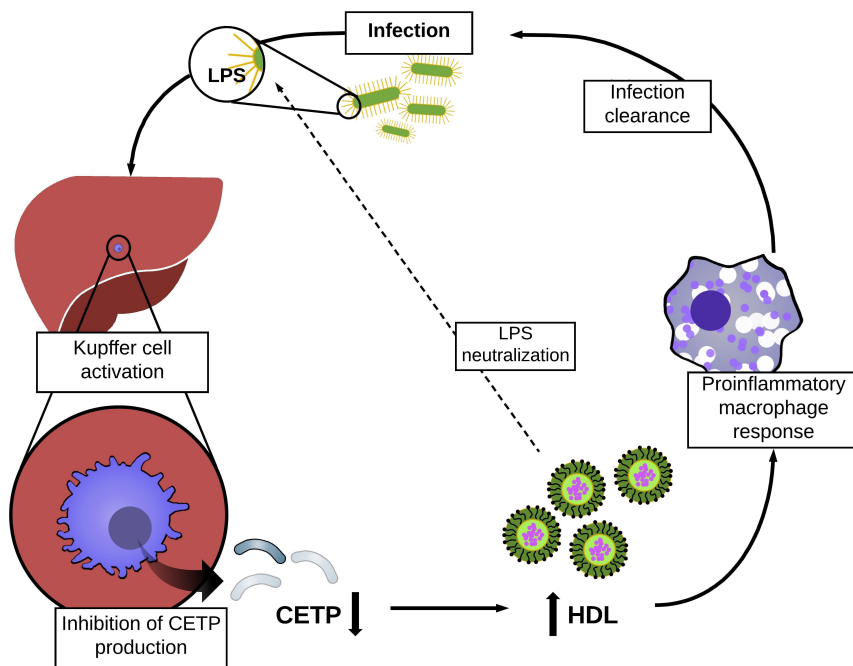 Infection
LPS
Infection
clearance
Kupffer cell
activation
LPS
neutralization
Proinflammatory
macrophage
response
Inhibition of CETP
production
CETP
HDL